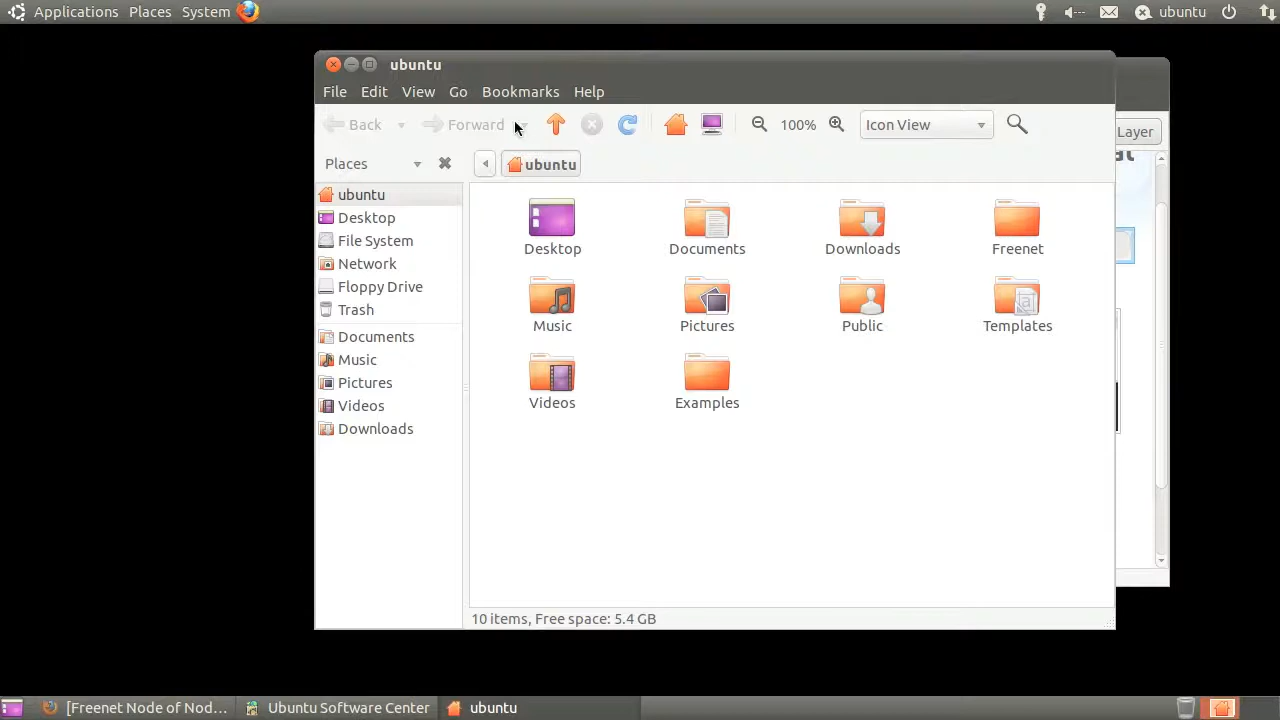 Applications Places System ubuntu
ubuntu
File Edit View Go Bookmarks Help
Back Forward 100% Icon View
Layer
Places ubuntu
ubuntu
Desktop
File System
Network
Floppy Drive
Trash
Documents
Music
Pictures
Videos
Downloads
Desktop Documents Downloads Freenet
Music Pictures Public Templates
Videos Examples
10 items, Free space: 5.4 GB
[Freenet Node of Nod... Ubuntu Software Center ubuntu